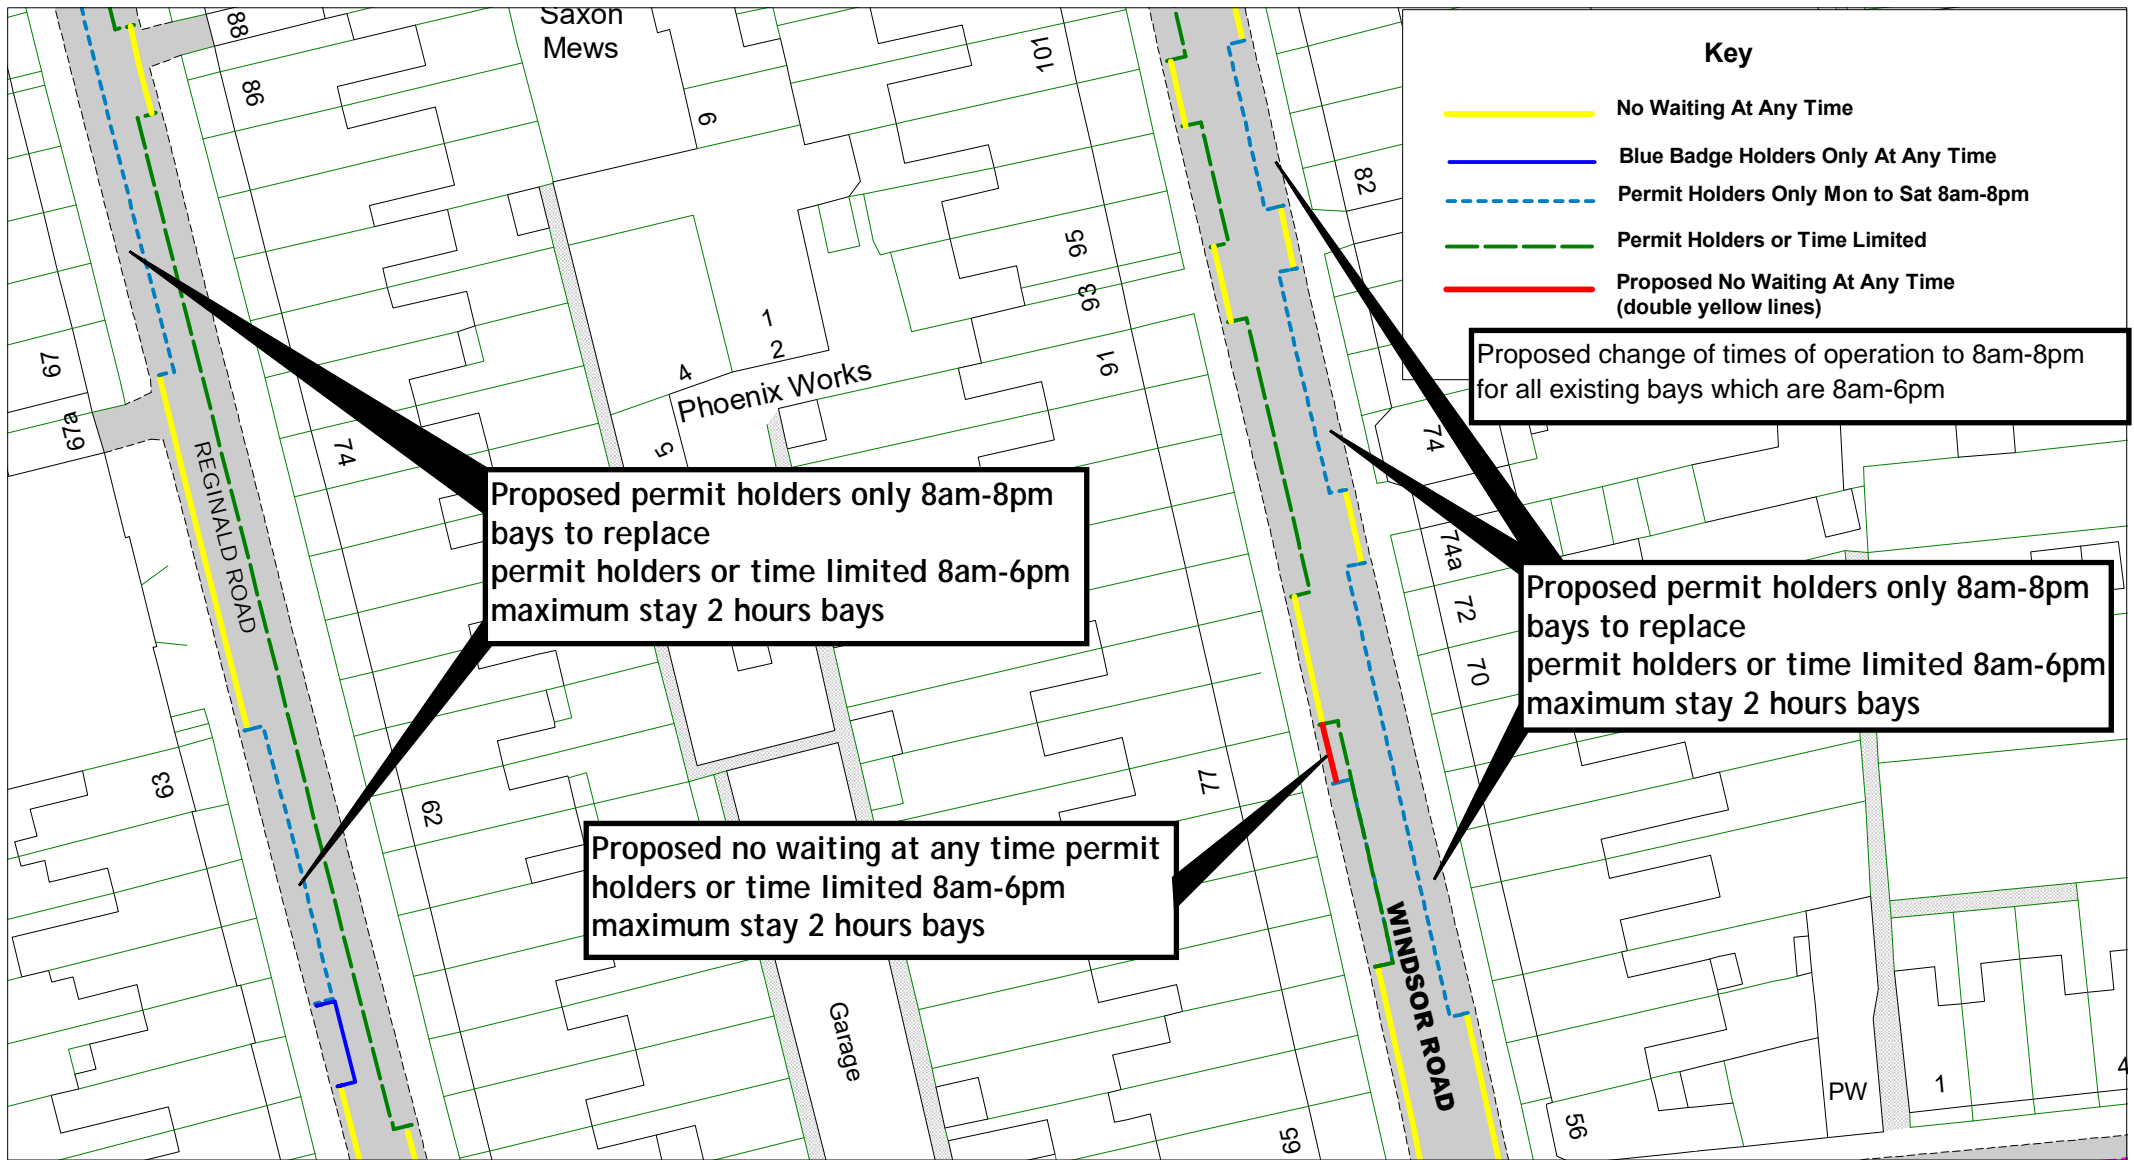 Saxon
Mews
88
86
6
101
82
95
93
91
1
2
4
5
Phoenix Works
67
67a
74
REGINALD ROAD
63
62
77
74
74a
72
70
WINDSOR ROAD
Garage
65
56
PW
1
4
Key
No Waiting At Any Time
Blue Badge Holders Only At Any Time
Permit Holders Only Mon to Sat 8am-8pm
Permit Holders or Time Limited
Proposed No Waiting At Any Time
(double yellow lines)
Proposed change of times of operation to 8am-8pm
for all existing bays which are 8am-6pm
Proposed permit holders only 8am-8pm
bays to replace
permit holders or time limited 8am-6pm
maximum stay 2 hours bays
Proposed permit holders only 8am-8pm
bays to replace
permit holders or time limited 8am-6pm
maximum stay 2 hours bays
Proposed no waiting at any time permit
holders or time limited 8am-6pm
maximum stay 2 hours bays